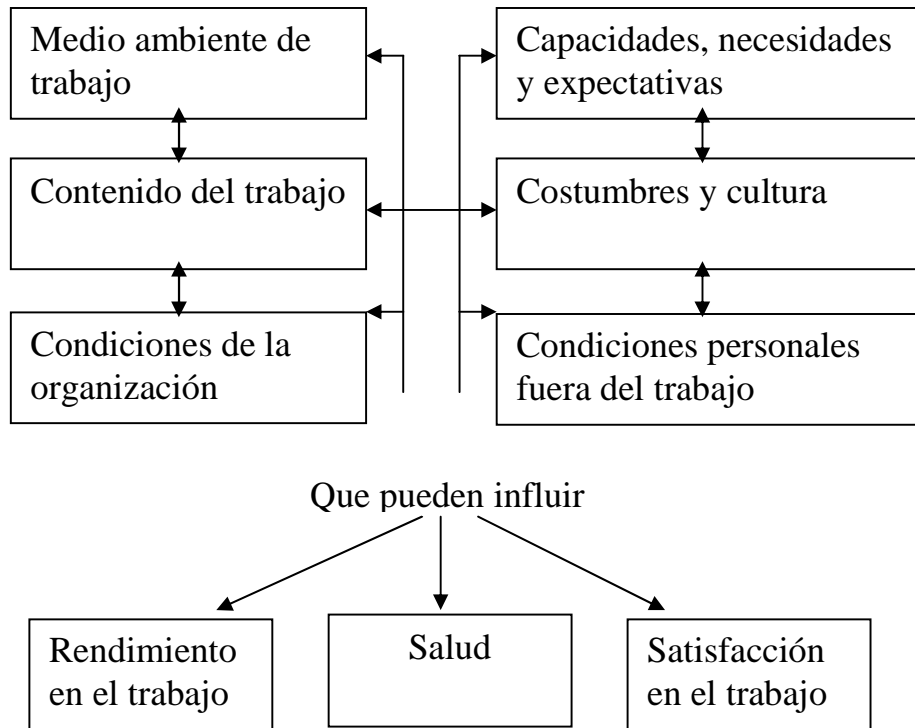 Medio ambiente de
trabajo
Capacidades, necesidades
y expectativas
Contenido del trabajo
Costumbres y cultura
Condiciones de la
organización
Condiciones personales
fuera del trabajo
Que pueden influir
Rendimiento
en el trabajo
Salud
Satisfacción
en el trabajo